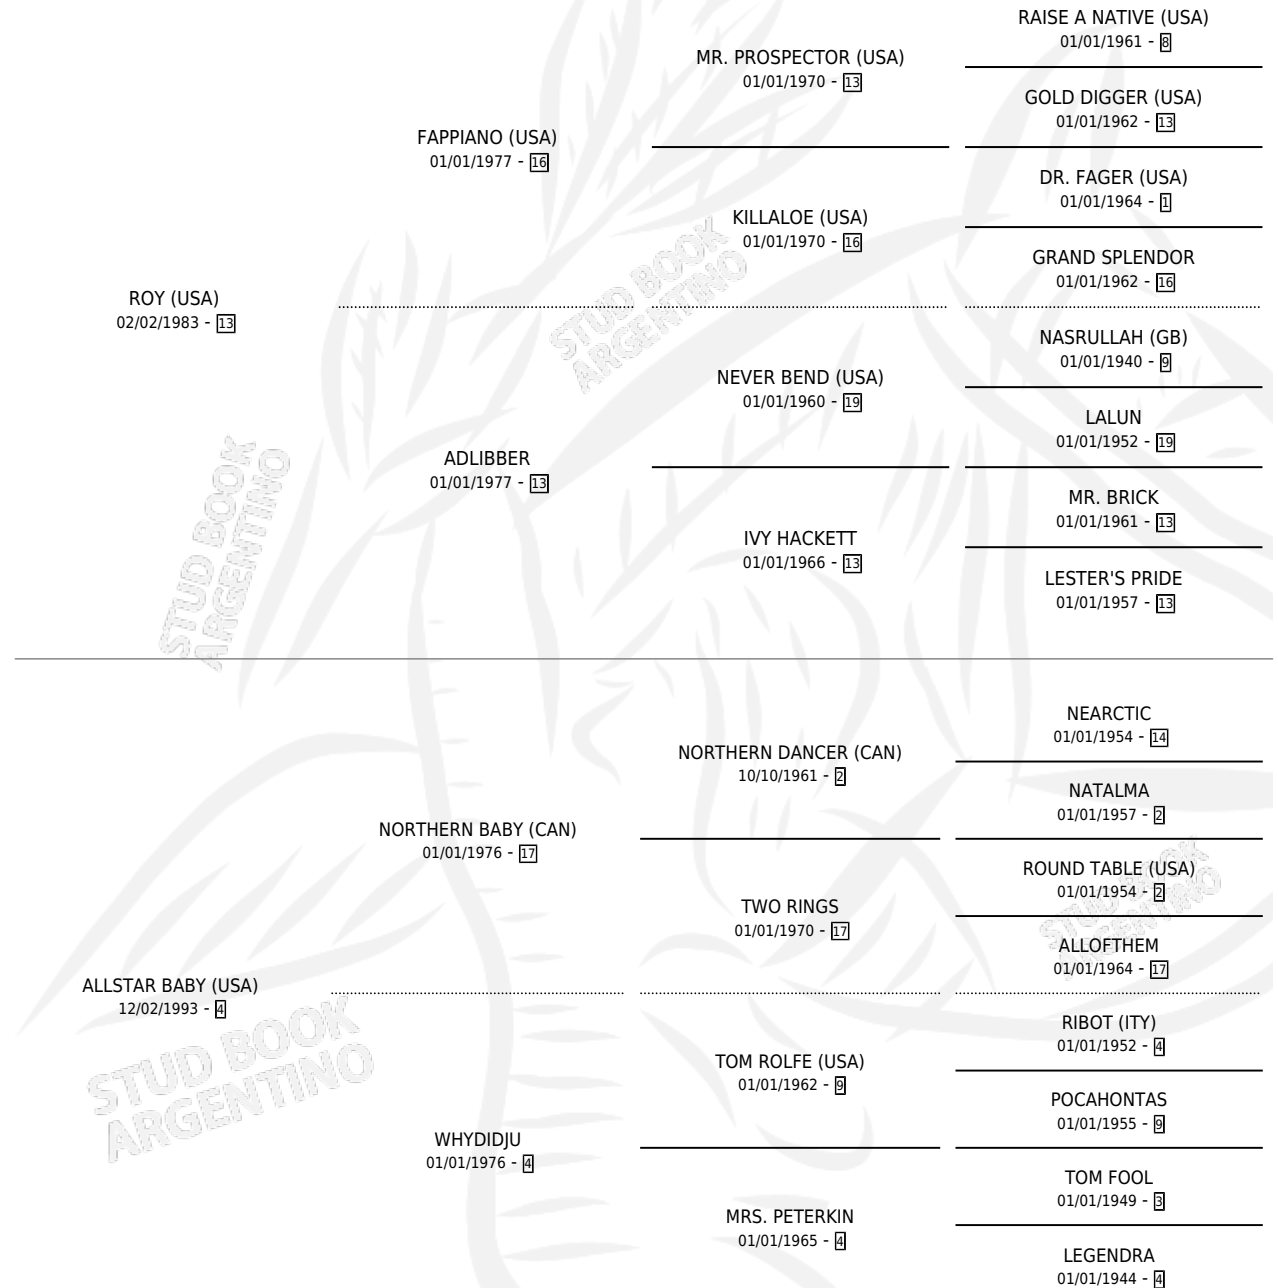 RAISE A NATIVE (USA)
01/01/1961 - 8
MR. PROSPECTOR (USA)
01/01/1970 - 13
GOLD DIGGER (USA)
01/01/1962 - 13
FAPPIANO (USA)
01/01/1977 - 16
DR. FAGER (USA)
01/01/1964 - 1
KILLALOE (USA)
01/01/1970 - 16
GRAND SPLENDOR
01/01/1962 - 16
ROY (USA)
02/02/1983 - 13
NASRULLAH (GB)
01/01/1940 - 9
NEVER BEND (USA)
01/01/1960 - 19
LALUN
01/01/1952 - 19
ADLIBBER
01/01/1977 - 13
MR. BRICK
01/01/1961 - 13
IVY HACKETT
01/01/1966 - 13
LESTER'S PRIDE
01/01/1957 - 13
NEARCTIC
01/01/1954 - 14
NORTHERN DANCER (CAN)
10/10/1961 - 2
NATALMA
01/01/1957 - 2
NORTHERN BABY (CAN)
01/01/1976 - 17
ROUND TABLE (USA)
01/01/1954 - 2
TWO RINGS
01/01/1970 - 17
ALLOFTHEM
01/01/1964 - 17
ALLSTAR BABY (USA)
12/02/1993 - 4
RIBOT (ITY)
01/01/1952 - 4
TOM ROLFE (USA)
01/01/1962 - 9
POCAHONTAS
01/01/1955 - 9
WHYDIDJU
01/01/1976 - 4
TOM FOOL
01/01/1949 - 3
MRS. PETERKIN
01/01/1965 - 4
LEGENDRA
01/01/1944 - 4
STUD BOOK
ARGENTINO
STUD BOOK
ARGENTINO
STUD BOOK
ARGENTINO
STUD BOOK
ARGENTINO